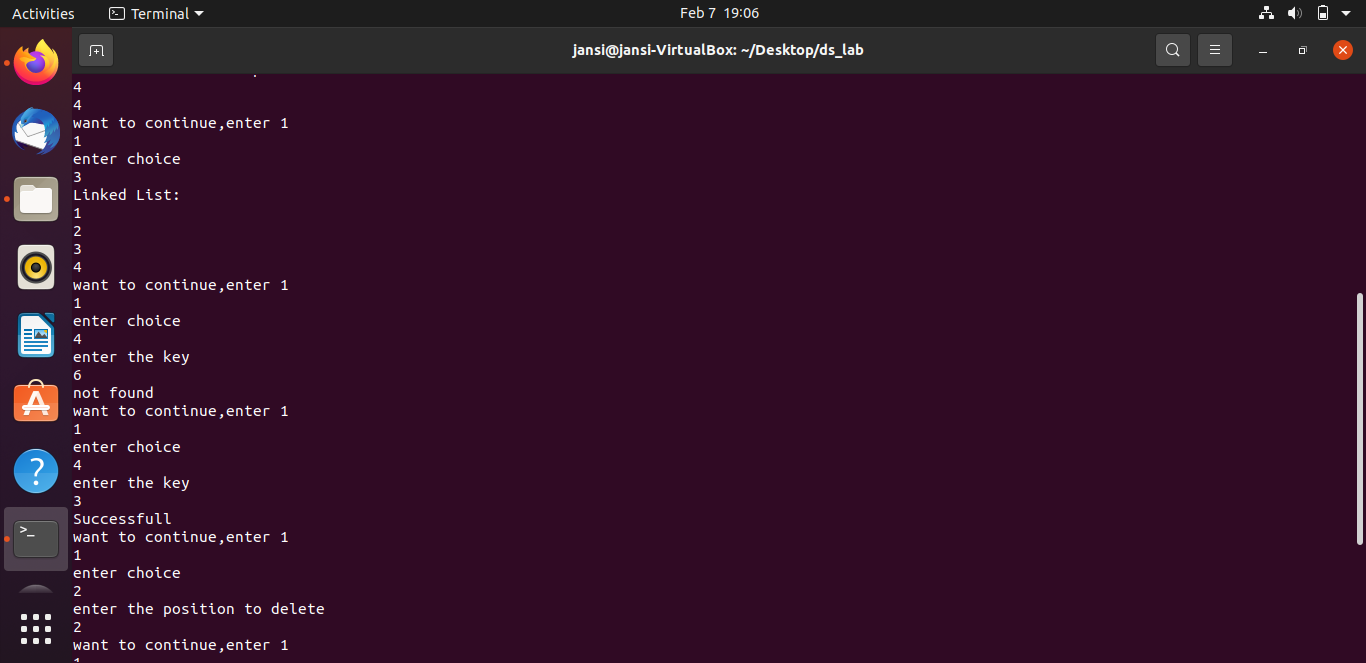 Activities
Terminal
Feb 7 19:06
jansi@jansi-VirtualBox: ~/Desktop/ds_lab
4
4
want to continue,enter 1
1
enter choice
3
Linked List:
1
2
3
4
want to continue,enter 1
1
enter choice
4
enter the key
6
not found
want to continue,enter 1
1
enter choice
4
enter the key
3
Successfull
want to continue,enter 1
1
enter choice
2
enter the position to delete
2
want to continue,enter 1
1